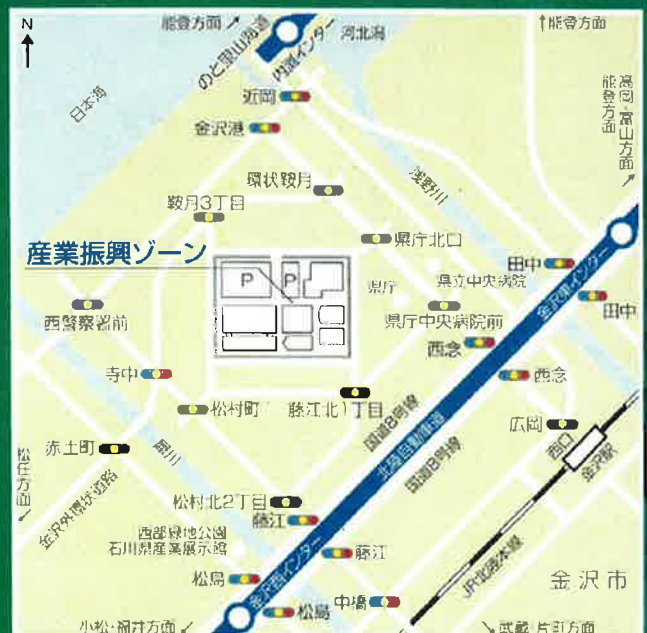 N
能登方面
のと里山海道
内灘インター
河北潟
能登方面
日本海
近岡
金沢港
高岡・富山方面
能登方面
浅野川
環状鞍月
鞍月3丁目
県庁北口
産業振興ゾーン
P
P
田中
県庁
県立中央病院
金沢東インター
田中
西警察署前
県庁中央病院前
西念
西念
寺中
松村町
藤江北1丁目
国道8号線
北陸自動車道
国道8号線
広岡
西口
金沢駅
赤土町
犀川
松任方面
金沢外環状道路
松村北2丁目
藤江
西部緑地公園
石川県産業展示館
藤江
松島
金沢西インター
松島
中橋
JR北陸本線
金沢市
小松・福井方面
武蔵・片町方面